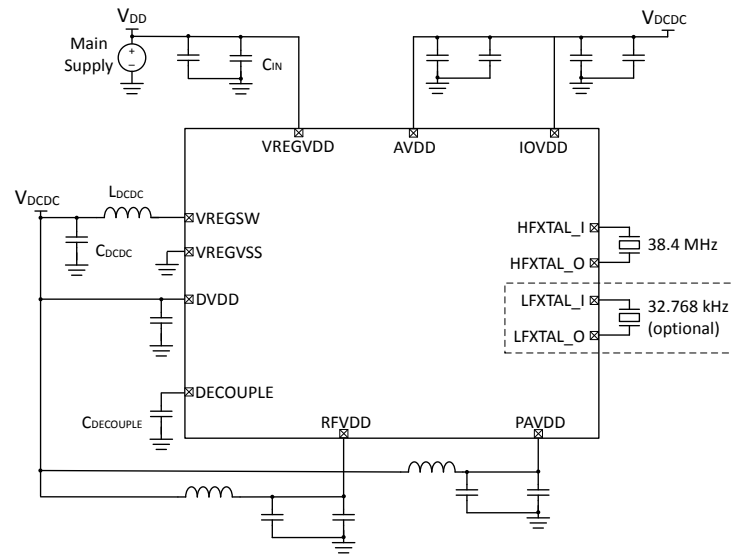 VDD
Main
Supply
+
−
CIN
VDCDC
VREGVDD
AVDD
IOVDD
VDCDC
LDCDC
CDCDC
VREGSW
VREGVSS
DVDD
DECOUPLE
CDECOUPLE
HFXTAL_I
HFXTAL_O
38.4 MHz
LFXTAL_I
LFXTAL_O
32.768 kHz
(optional)
RFVDD
PAVDD